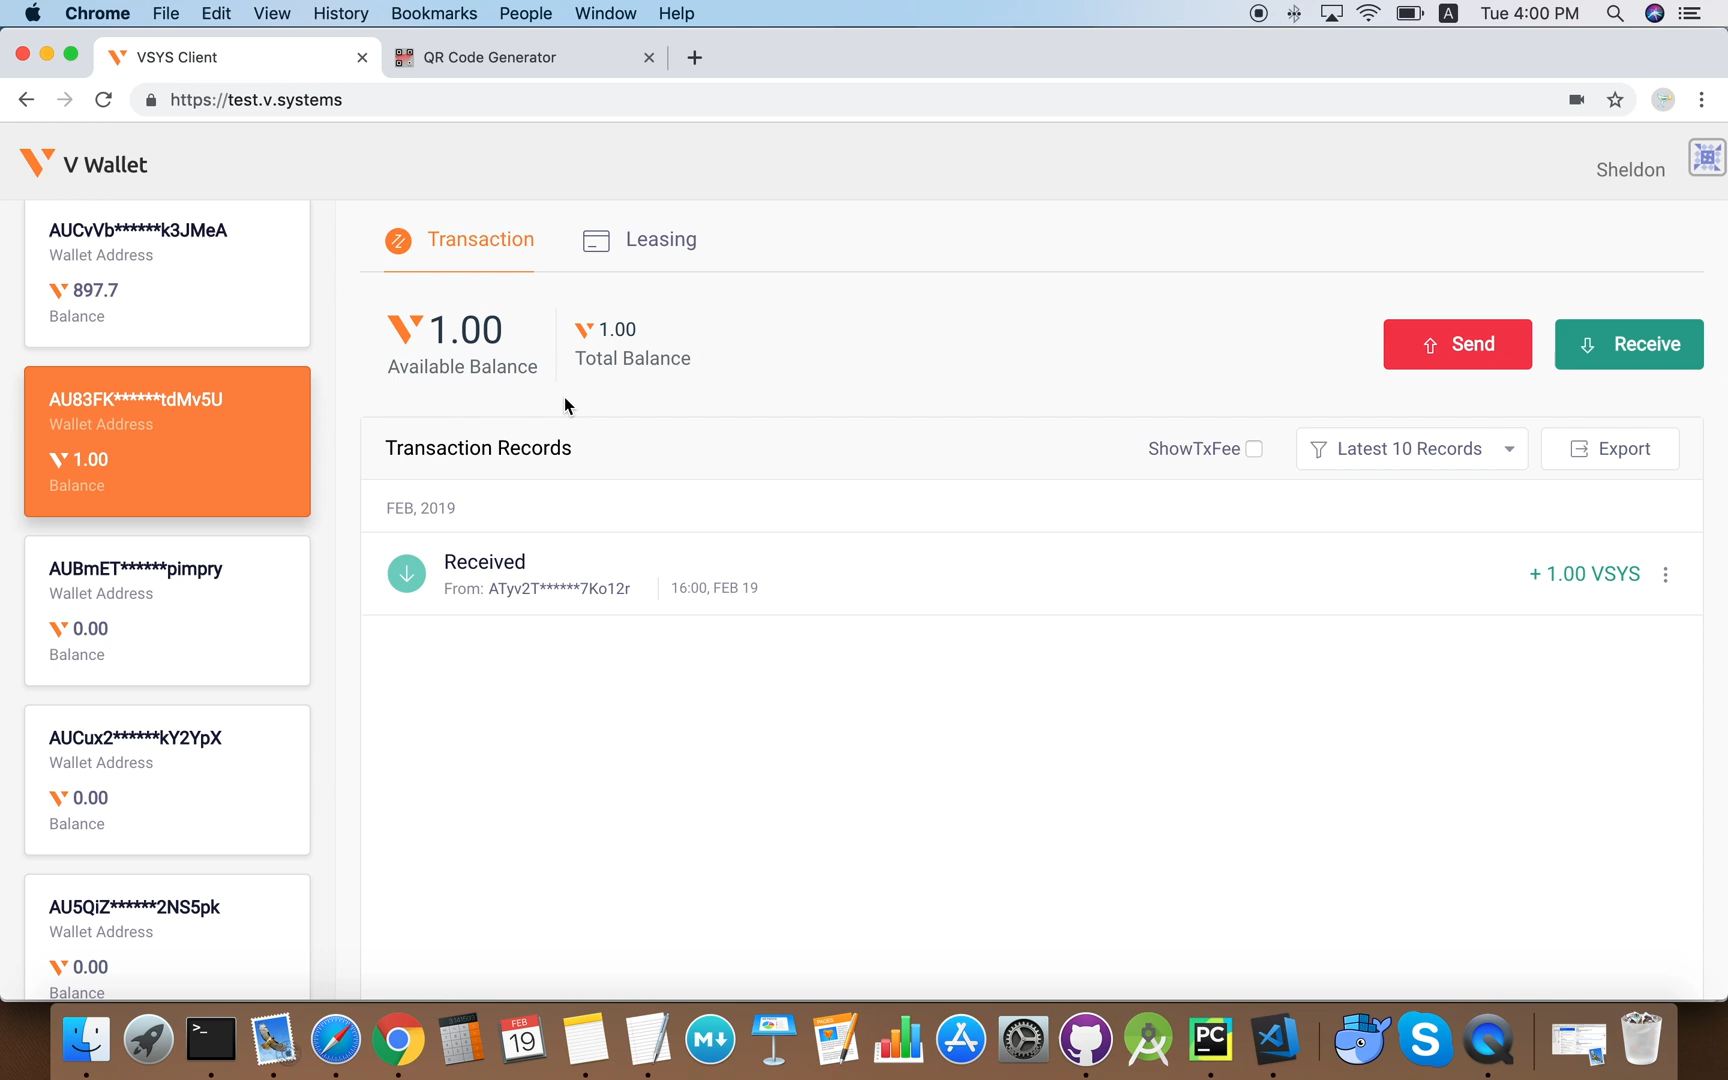 Chrome File Edit View History Bookmarks People Window Help A Tue 4:00 PM
VSYS Client QR Code Generator
https://test.v.systems
V Wallet
Sheldon
AUCvVb******k3JMeA
Wallet Address
897.7
Balance
AU83FK******tdMv5U
Wallet Address
1.00
Balance
AUBmET******pimpry
Wallet Address
0.00
Balance
AUCux2******kY2YpX
Wallet Address
0.00
Balance
AU5QiZ******2NS5pk
Wallet Address
0.00
Balance
Transaction Leasing
1.00
Available Balance
1.00
Total Balance
Send Receive
Transaction Records ShowTxFee Latest 10 Records Export
FEB, 2019
Received
From: ATyv2T******7Ko12r 16:00, FEB 19
+ 1.00 VSYS
>_
FEB
19
M
PAGES
PC
S